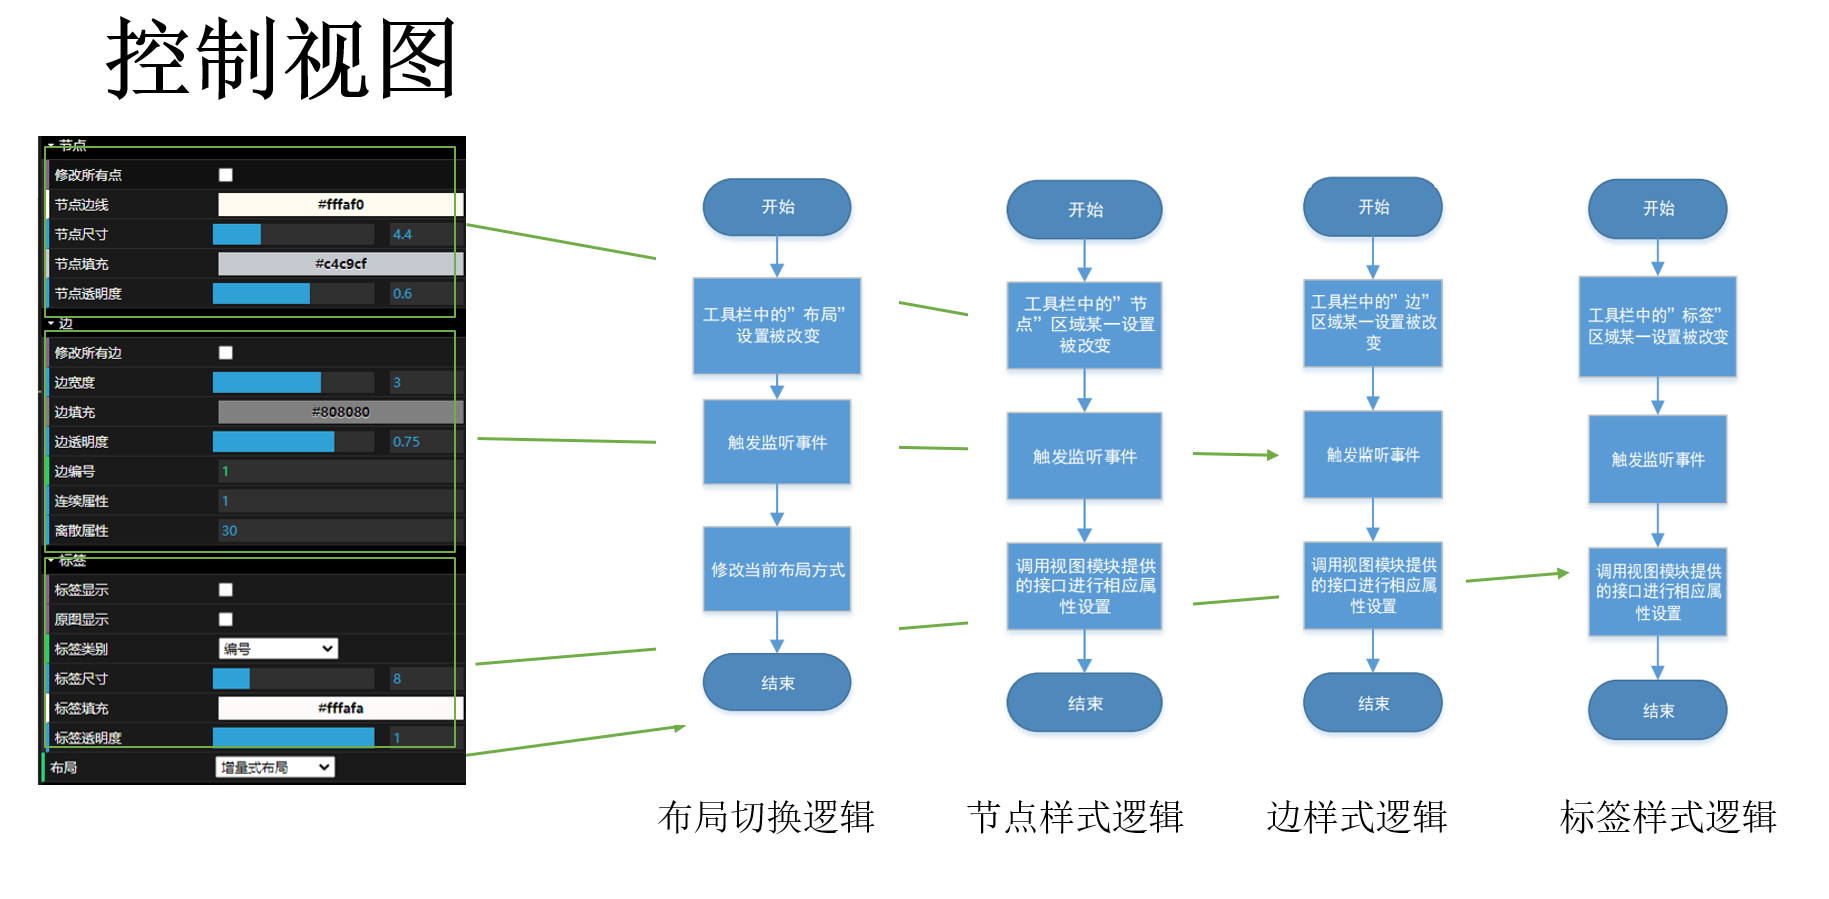 控制视图
节点
修改所有点
节点边线
#fffaf0
节点尺寸
4.4
节点填充
#c4c9cf
节点透明度
0.6
边
修改所有边
边宽度
3
边填充
#808080
边透明度
0.75
边编号
1
连续属性
1
离散属性
30
标签
标签显示
原图显示
标签类别
编号
标签尺寸
8
标签填充
#fffafa
标签透明度
1
布局
增量式布局
开始
工具栏中的”布局”
设置被改变
触发监听事件
修改当前布局方式
结束
布局切换逻辑
开始
工具栏中的”节
点”区域某一设置
被改变
触发监听事件
调用视图模块提供
的接口进行相应属
性设置
结束
节点样式逻辑
开始
工具栏中的”边”
区域某一设置被改
变
触发监听事件
调用视图模块提供
的接口进行相应属
性设置
结束
边样式逻辑
开始
工具栏中的”标签”
区域某一设置被改变
触发监听事件
调用视图模块提供
的接口进行相应属
性设置
结束
标签样式逻辑